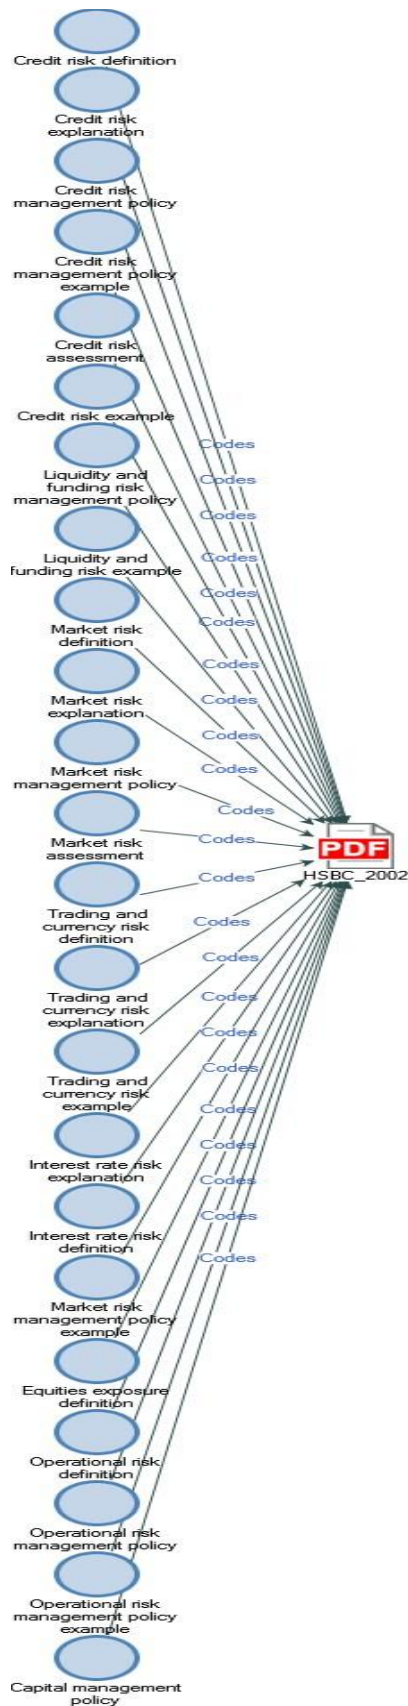 Credit risk definition
Credit risk
explanation
Credit risk
management policy
Credit risk
management policy
example
Credit risk
assessment
Credit risk example
Codes
Liquidity and
funding risk
management policy
Codes
Codes
Liquidity and
funding risk example
Codes
Codes
Market risk
definition
Codes
Codes
Market risk
explanation
Codes
Codes
Market risk
management policy
Codes
Codes
Market risk
assessment
Codes
PDF
HSBC_2002
Codes
Trading and
currency risk
definition
Codes
Codes
Trading and
currency risk
explanation
Codes
Codes
Codes
Trading and
currency risk
example
Codes
Codes
Interest rate risk
explanation
Codes
Codes
Interest rate risk
definition
Codes
Market risk
management policy
example
Equities exposure
definition
Operational risk
definition
Operational risk
management policy
Operational risk
management policy
example
Capital management
policy